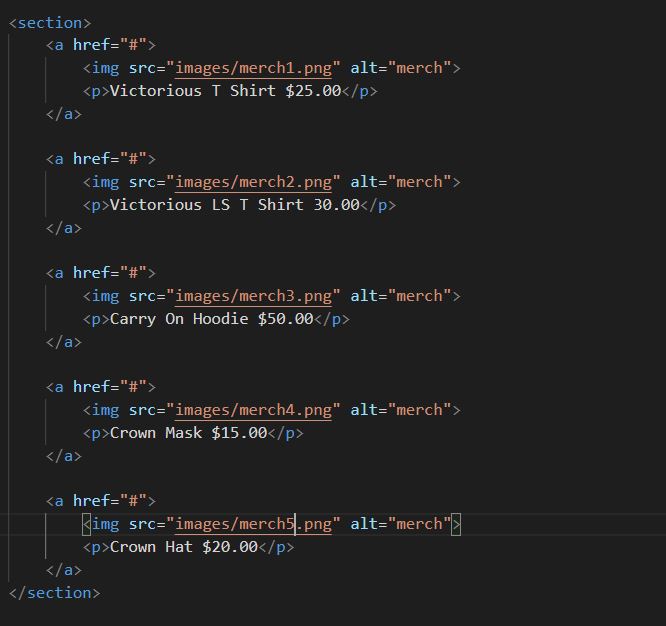 <section>
<a href="#">
<img src="images/merch1.png" alt="merch">
<p>Victorious T Shirt $25.00</p>
</a>
<a href="#">
<img src="images/merch2.png" alt="merch">
<p>Victorious LS T Shirt 30.00</p>
</a>
<a href="#">
<img src="images/merch3.png" alt="merch">
<p>Carry On Hoodie $50.00</p>
</a>
<a href="#">
<img src="images/merch4.png" alt="merch">
<p>Crown Mask $15.00</p>
</a>
<a href="#">
<img src="images/merch5.png" alt="merch">
<p>Crown Hat $20.00</p>
</a>
</section>